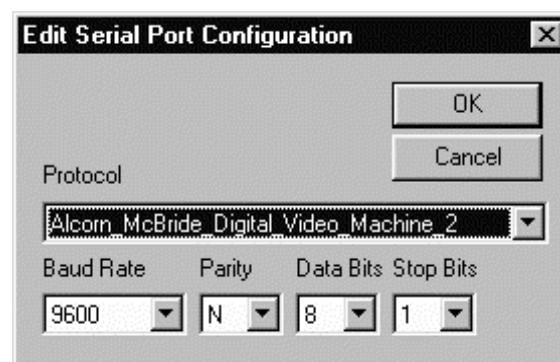 Edit Serial Port Configuration
OK
Cancel
Protocol
Alcorn_McBride_Digital_Video_Machine_2
Baud Rate Parity Data Bits Stop Bits
9600 N 8 1